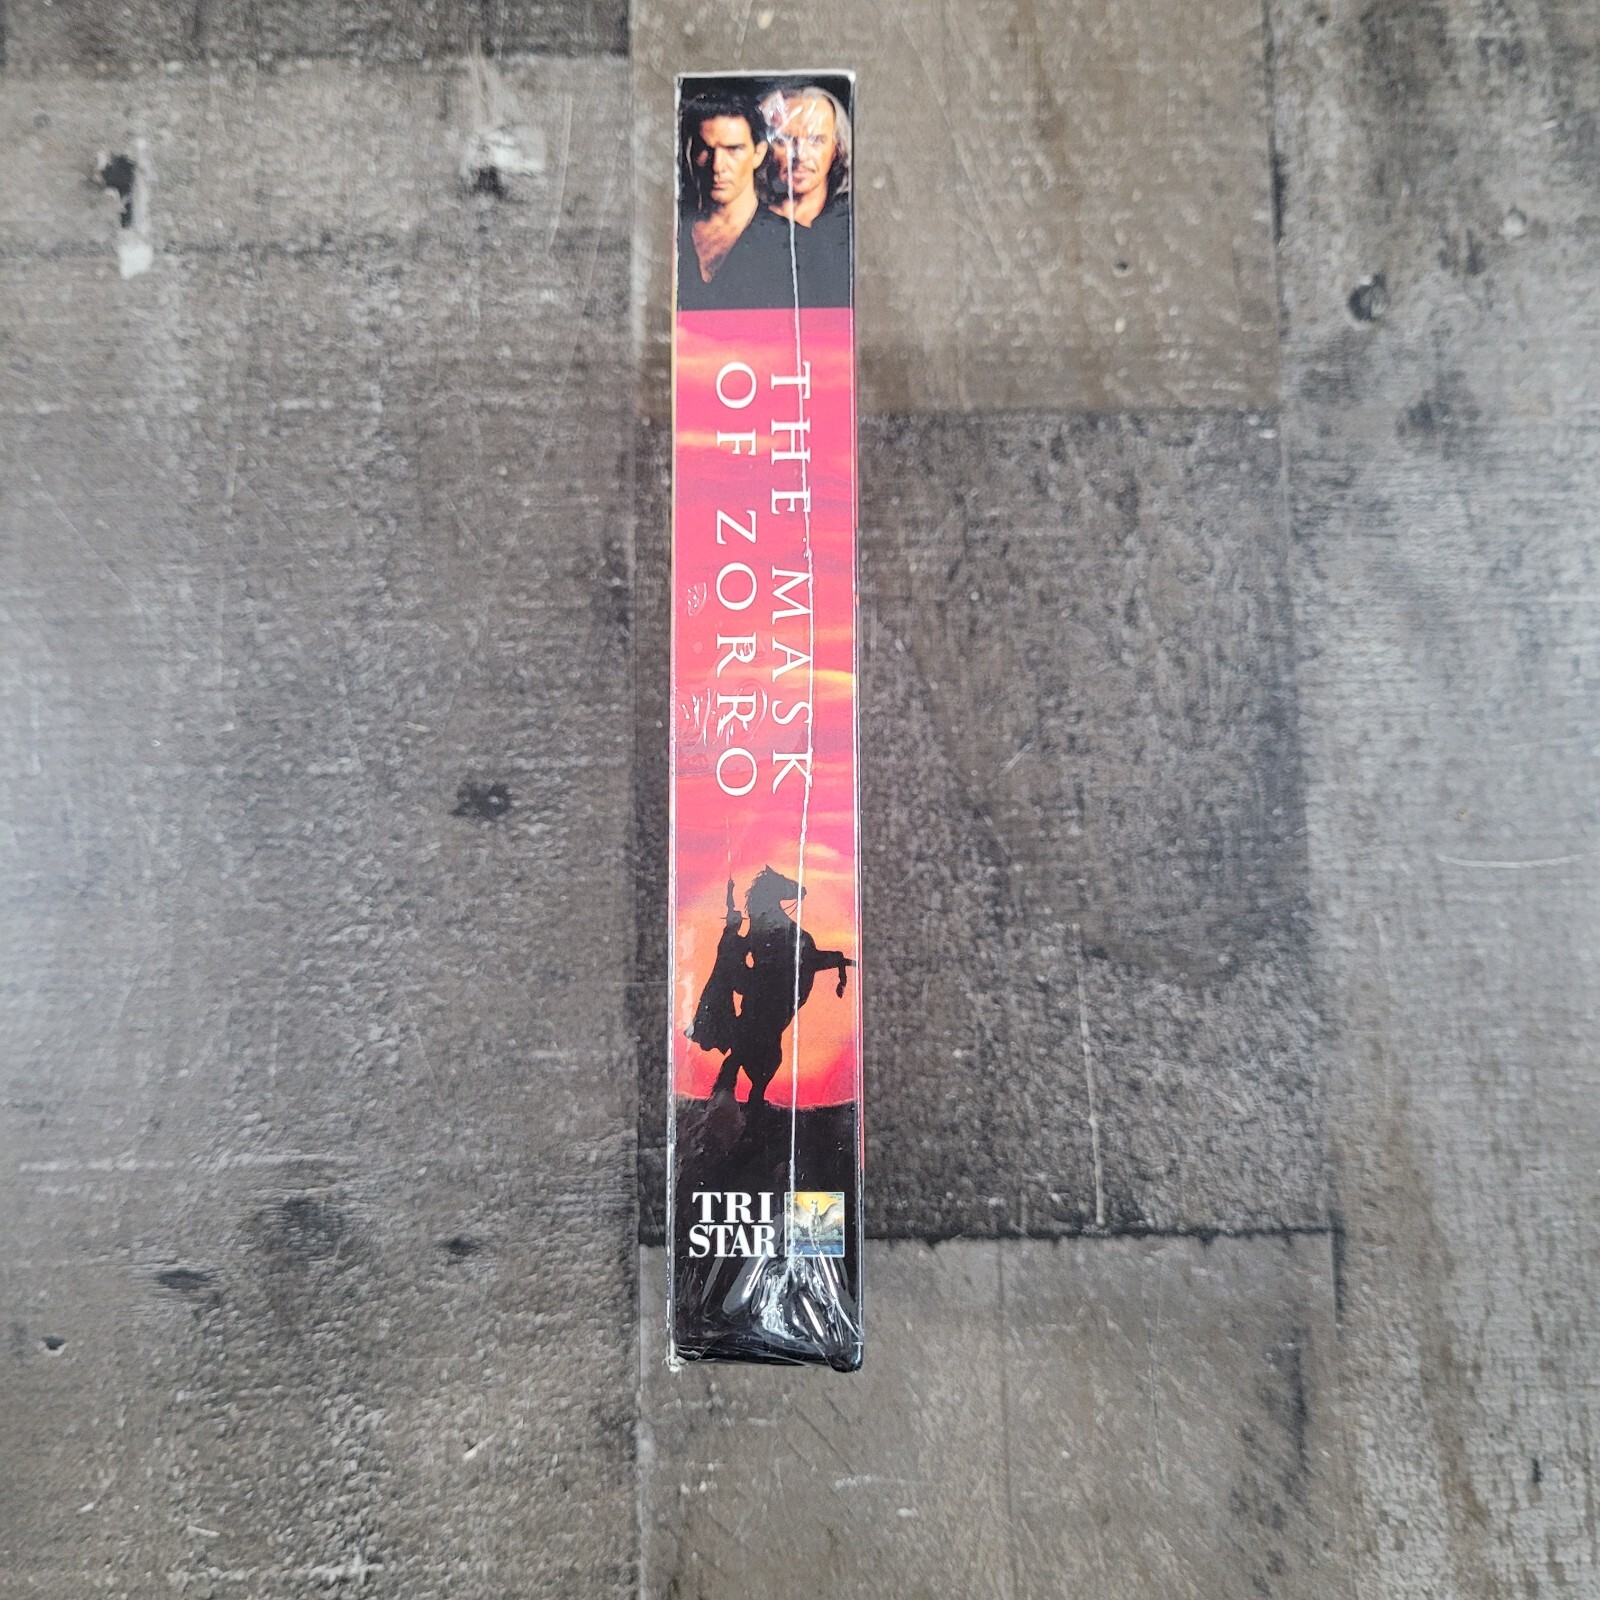 THE MASK
OF ZORRO
TRI
STAR